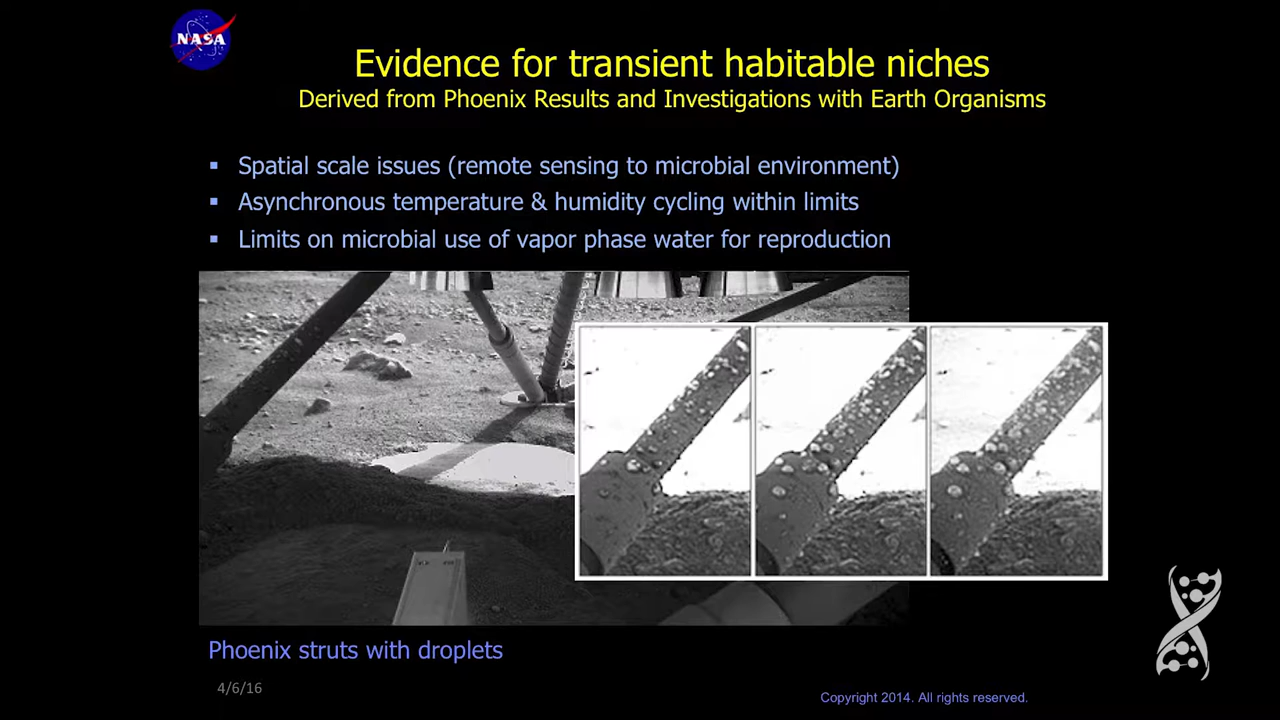 NASA
Evidence for transient habitable niches
Derived from Phoenix Results and Investigations with Earth Organisms
▪ Spatial scale issues (remote sensing to microbial environment)
▪ Asynchronous temperature & humidity cycling within limits
▪ Limits on microbial use of vapor phase water for reproduction
Phoenix struts with droplets
4/6/16
Copyright 2014. All rights reserved.